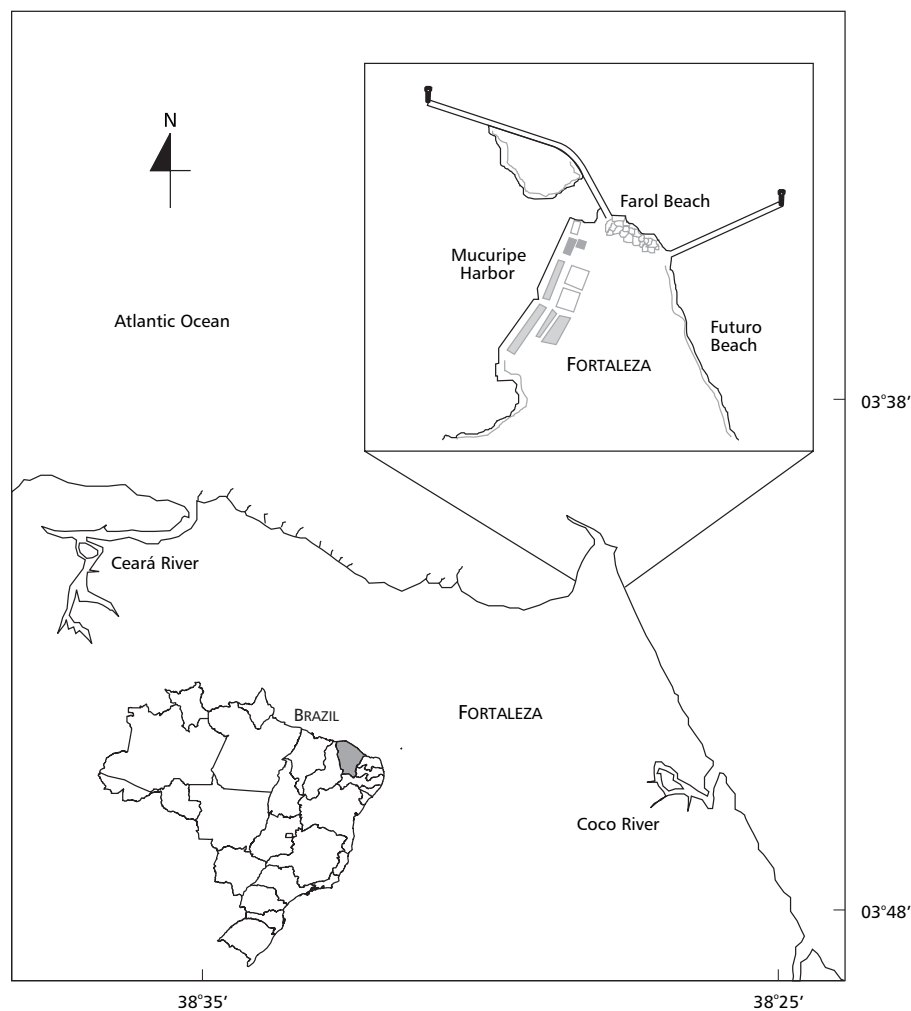 N
Farol Beach
Mucuripe
Harbor
Atlantic Ocean
Futuro
Beach
FORTALEZA
03°38’
Ceará River
BRAZIL
FORTALEZA
Coco River
03°48’
38°35’
38°25’